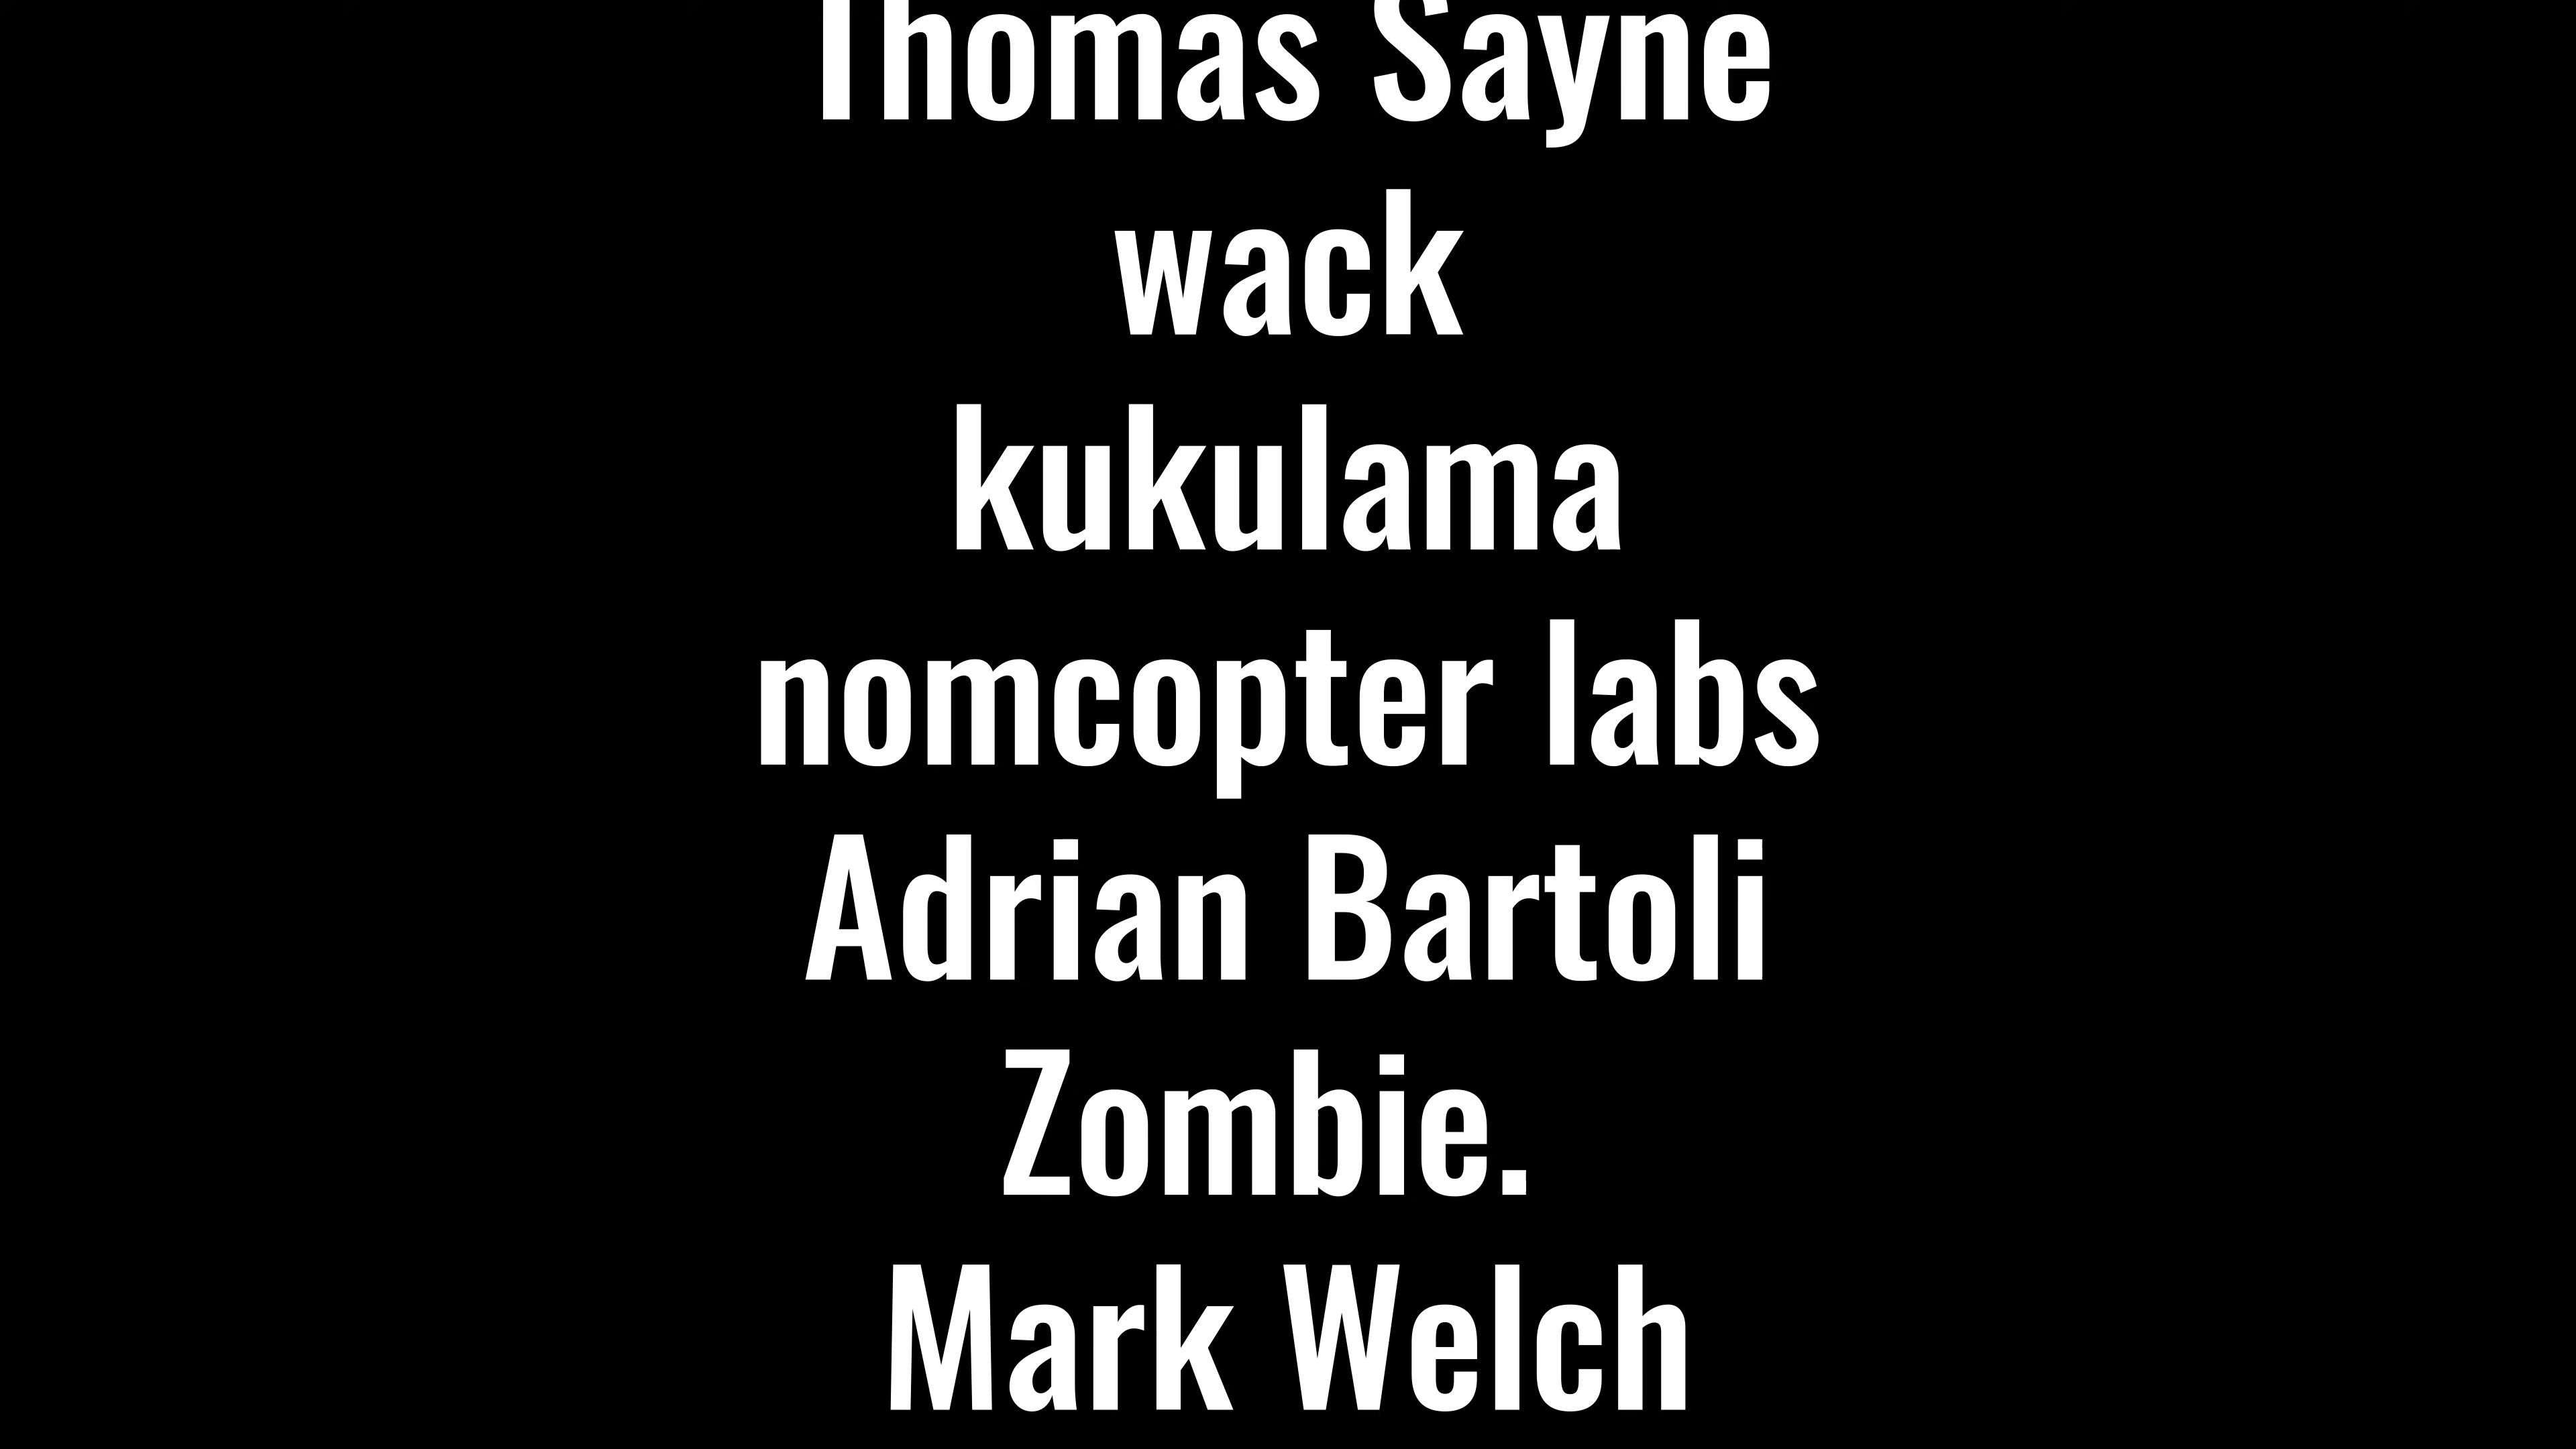 Thomas Sayne
wack
kukulama
nomcopter labs
Adrian Bartoli
Zombie.
Mark Welch